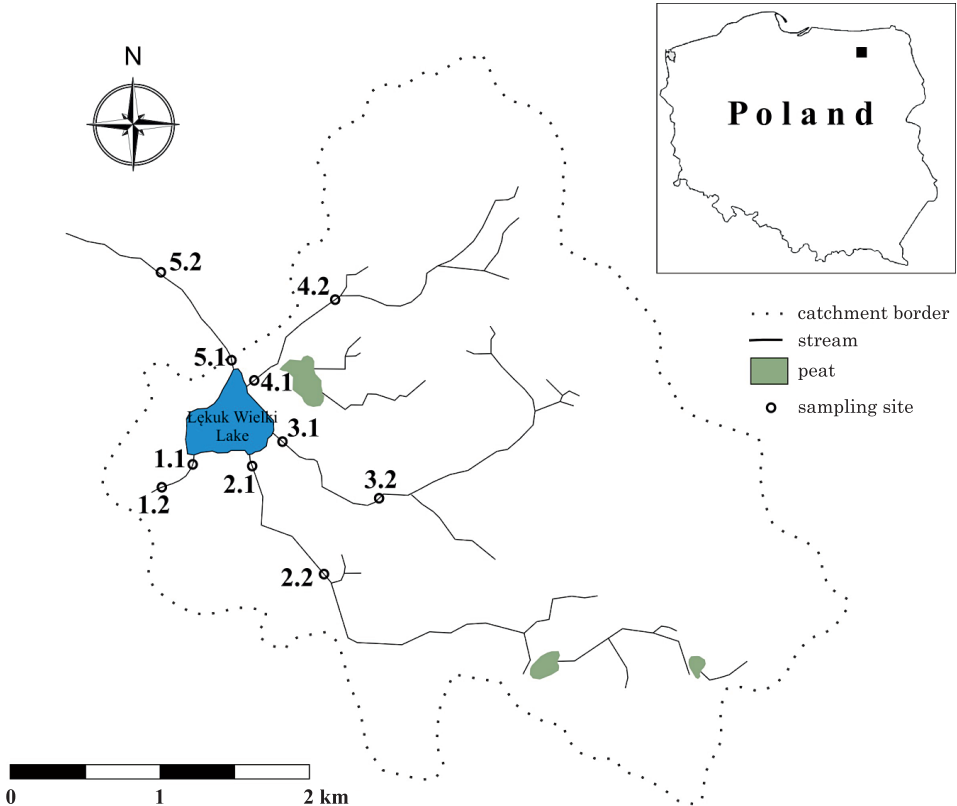 N
Poland
5.2
4.2
5.1
4.1
Łękuk Wielki
Lake
3.1
1.1
2.1
3.2
1.2
2.2
catchment border
stream
peat
sampling site
0
1
2 km